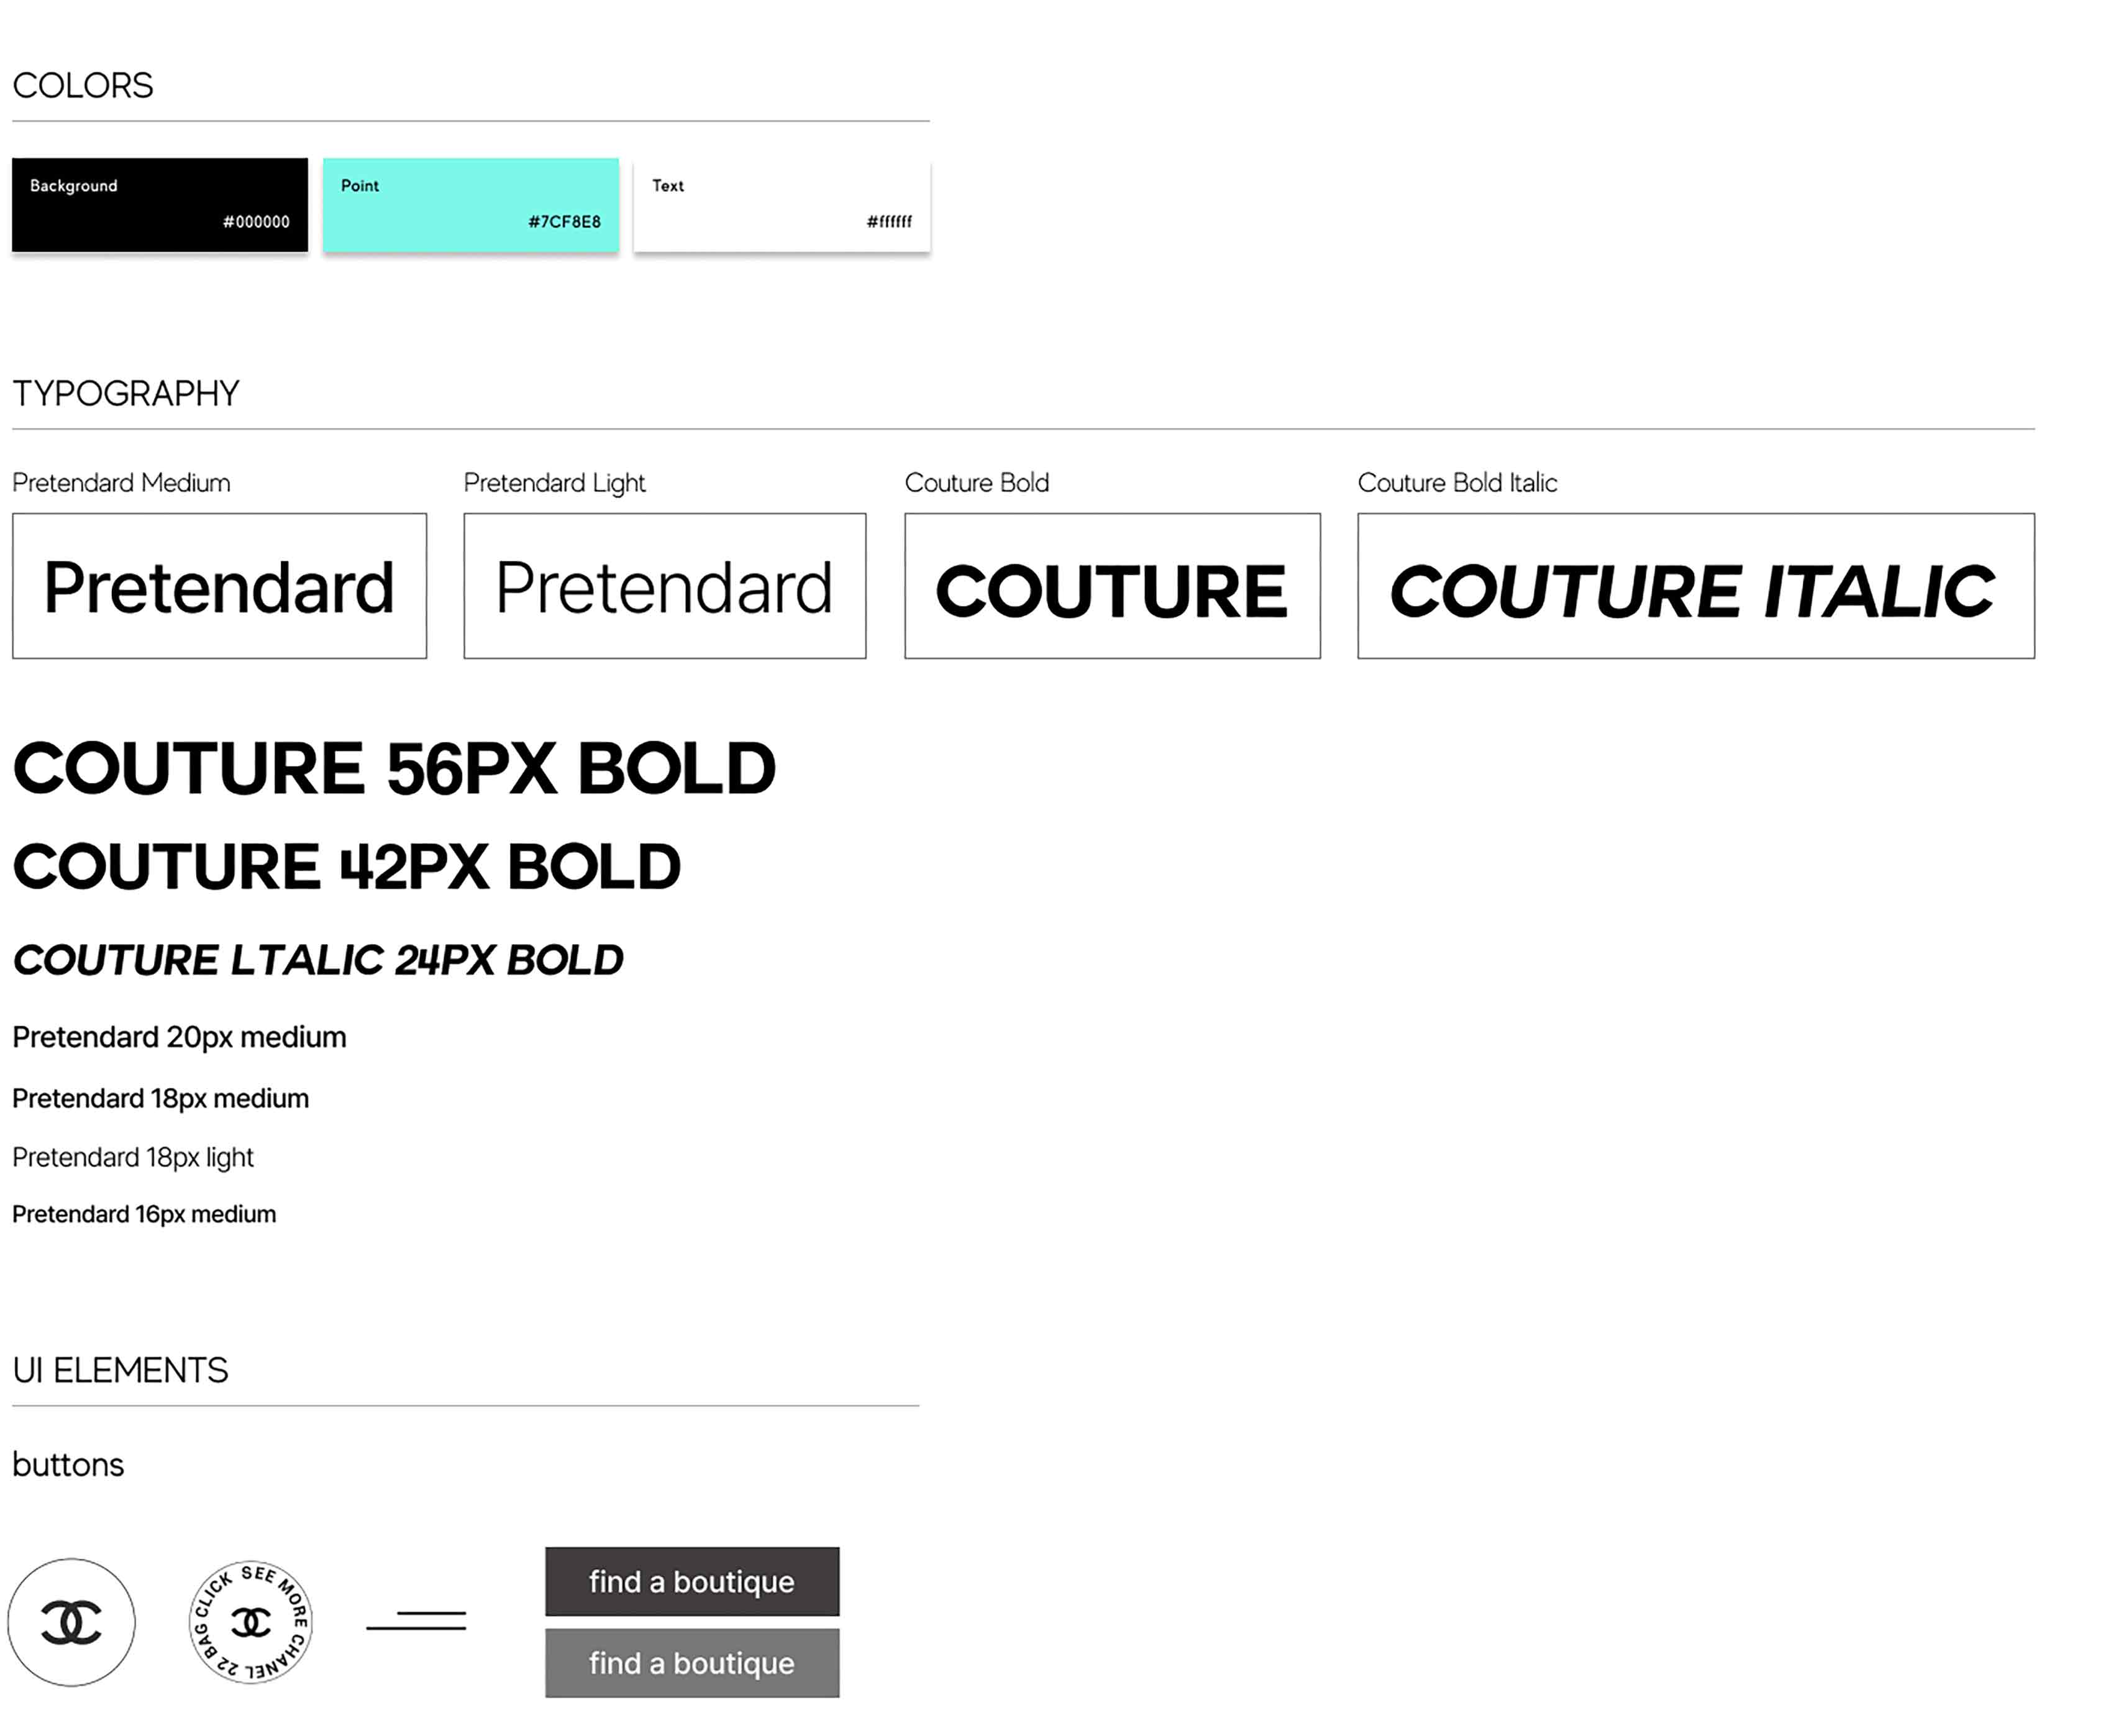 COLORS
Background
#000000
Point
#7CF8E8
Text
#ffffff
TYPOGRAPHY
Pretendard Medium
Pretendard
Pretendard Light
Pretendard
Couture Bold
COUTURE
Couture Bold Italic
COUTURE ITALIC
COUTURE 56PX BOLD
COUTURE 42PX BOLD
COUTURE LTALIC 24PX BOLD
Pretendard 20px medium
Pretendard 18px medium
Pretendard 18px light
Pretendard 16px medium
UI ELEMENTS
buttons
SEE MORE CHANEL 22 BAG CLICK
find a boutique
find a boutique